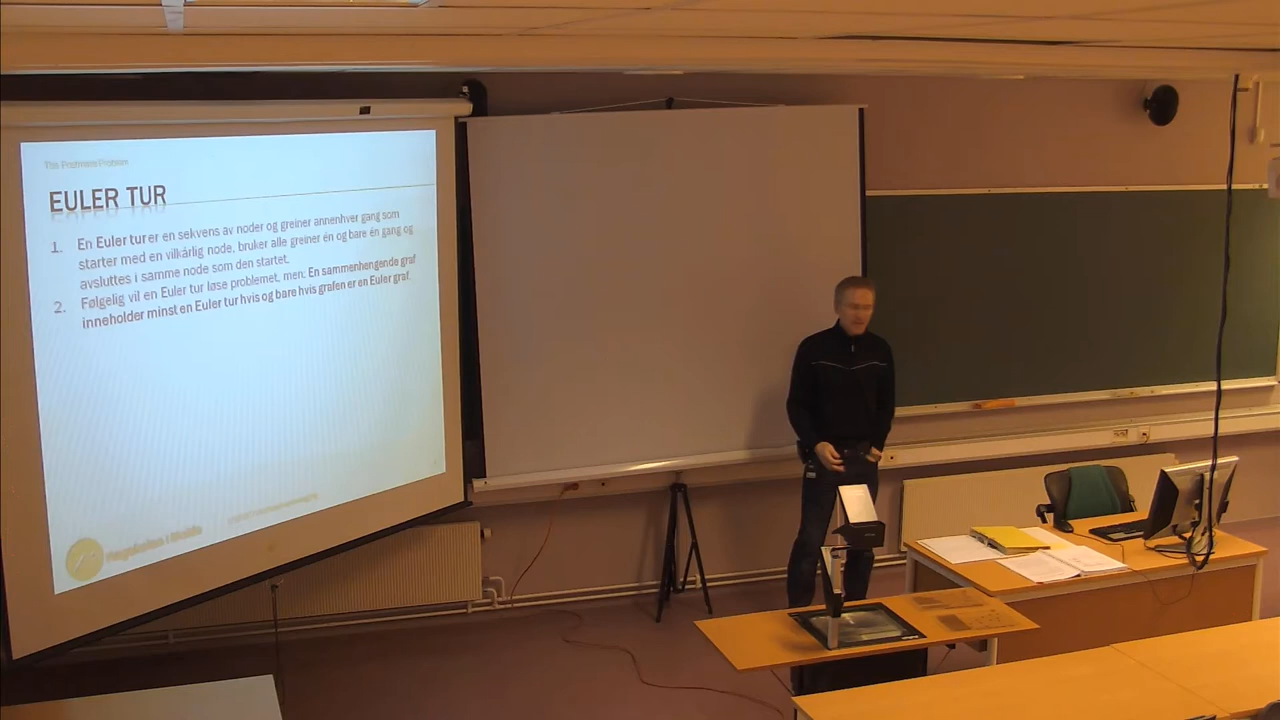 The Postmans Problem
EULER TUR
1. En Euler tur er en sekvens av noder og greiner annenhver gang som
starter med en vilkårlig node, bruker alle greiner én og bare én gang og
avsluttes i samme node som den startet.
2. Følgelig vil en Euler tur løse problemet, men: En sammenhengende graf
inneholder minst en Euler tur hvis og bare hvis grafen er en Euler graf.
Høgskolen i Molde